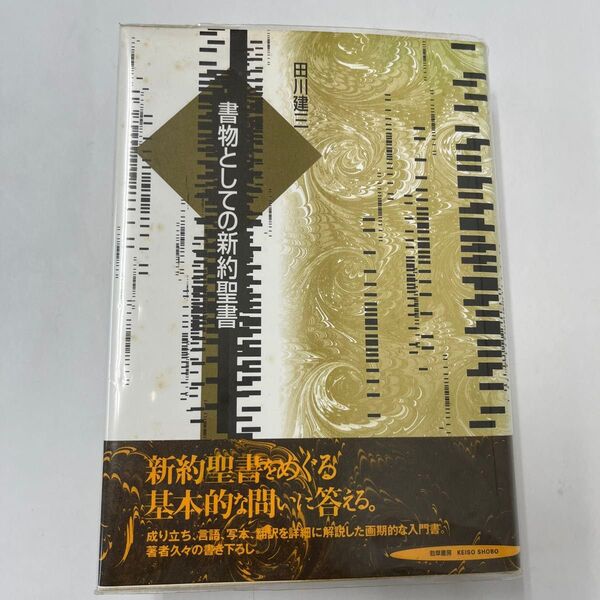 田川建三
書物としての新約聖書
新約聖書をめぐる
基本的な問いに答える。
成り立ち、言語、写本、翻訳を詳細に解説した画期的な入門書。
著者久々の書き下ろし
勁草書房 KEISO SHOBO